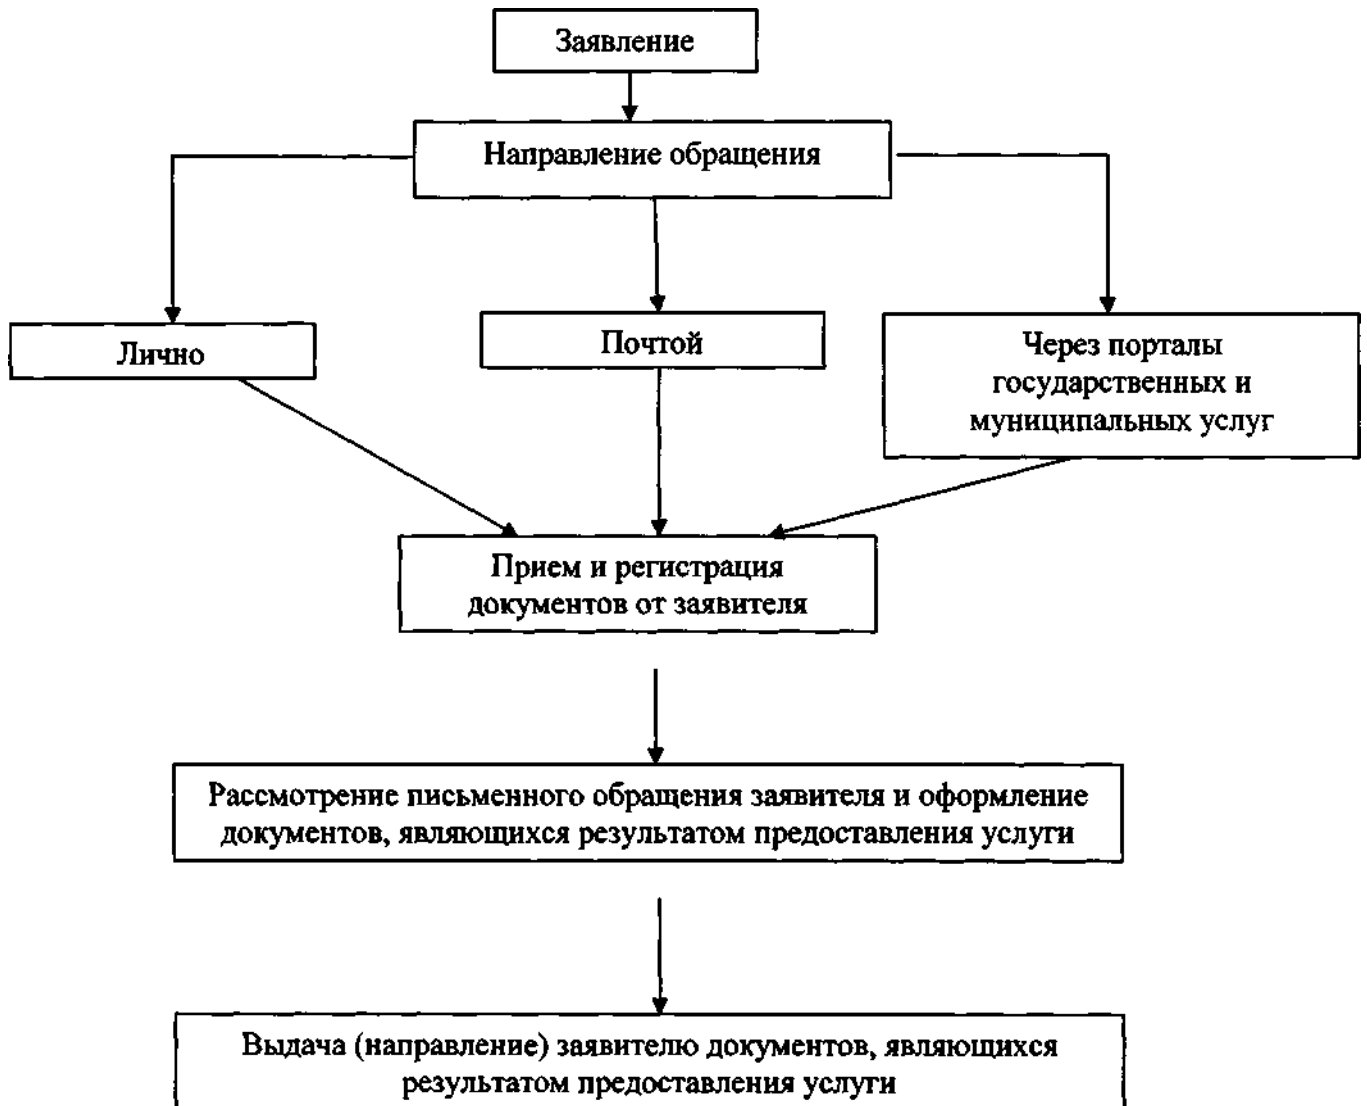 Заявление
Направление обращения
Лично
Почтой
Через порталы
государственных и
муниципальных услуг
Прием и регистрация
документов от заявителя
Рассмотрение письменного обращения заявителя и оформление
документов, являющихся результатом предоставления услуги
Выдача (направление) заявителю документов, являющихся
результатом предоставления услуги